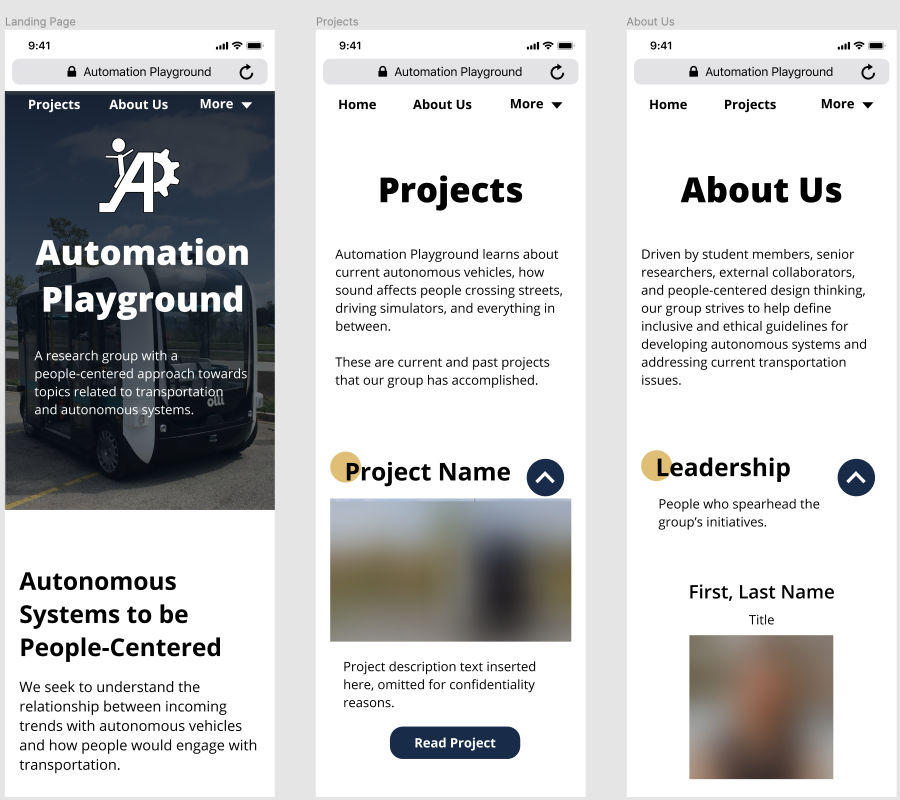 Landing Page
9:41
Automation Playground
Projects About Us More
AP
Automation
Playground
A research group with a
people-centered approach towards
topics related to transportation
and autonomous systems.
olli
Autonomous
Systems to be
People-Centered
We seek to understand the
relationship between incoming
trends with autonomous vehicles
and how people would engage with
transportation.
Projects
9:41
Automation Playground
Home About Us More
Projects
Automation Playground learns about
current autonomous vehicles, how
sound affects people crossing streets,
driving simulators, and everything in
between.
These are current and past projects
that our group has accomplished.
Project Name
Project description text inserted
here, omitted for confidentiality
reasons.
Read Project
About Us
9:41
Automation Playground
Home Projects More
About Us
Driven by student members, senior
researchers, external collaborators,
and people-centered design thinking,
our group strives to help define
inclusive and ethical guidelines for
developing autonomous systems and
addressing current transportation
issues.
Leadership
People who spearhead the
group's initiatives.
First, Last Name
Title